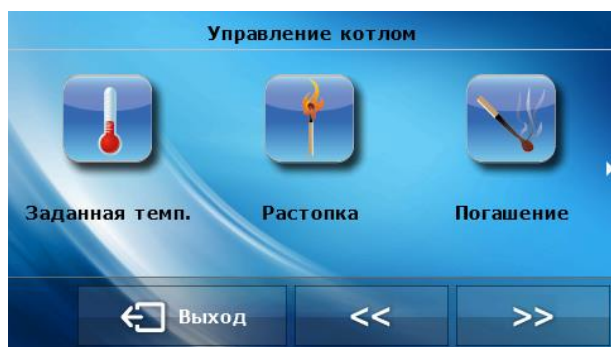 Управление котлом
Заданная темп. Растопка Погашение
Выход << >>